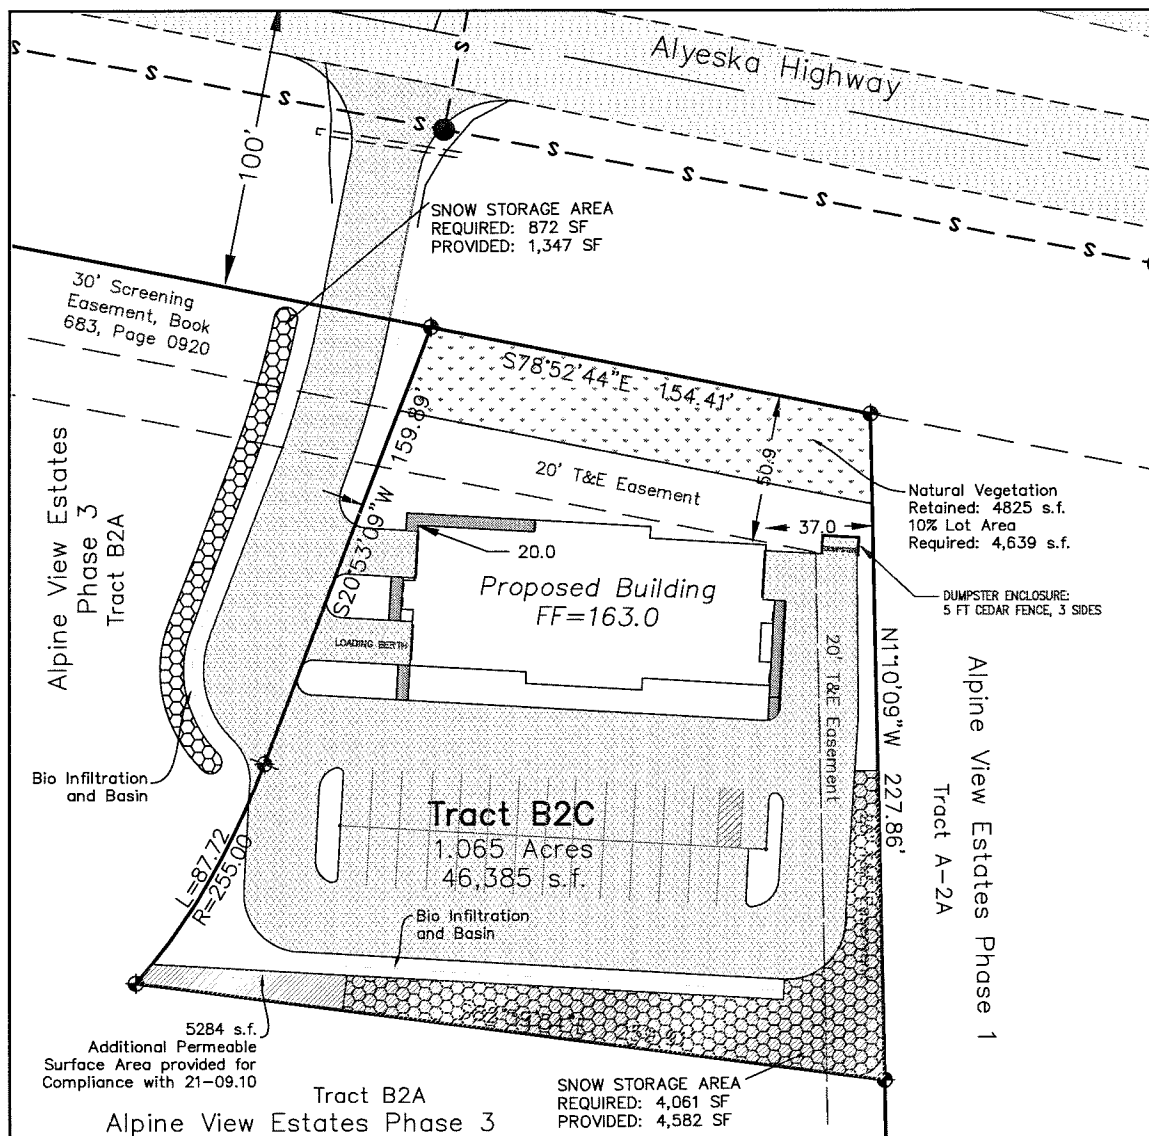 Alyeska Highway
S
S
S
S
S
S
S
S
S
S
100'
SNOW STORAGE AREA
REQUIRED: 872 SF
PROVIDED: 1,347 SF
30' Screening
Easement, Book
683, Page 0920
S78°52'44"E 154.41'
S20°53'09"W 159.89'
50.9
20' T&E Easement
37.0
Natural Vegetation
Retained: 4825 s.f.
10% Lot Area
Required: 4,639 s.f.
20.0
DUMPSTER
Proposed Building
FF=163.0
DUMPSTER ENCLOSURE:
5 FT CEDAR FENCE, 3 SIDES
LOADING BERTH
Alpine View Estates
Phase 3
Tract B2A
20' T&E Easement
N1°10'09"W 227.86'
Alpine View Estates Phase 1
Tract A-2A
Bio Infiltration
and Basin
Tract B2C
1.065 Acres
46,385 s.f.
L=87.72
R=255.00
Bio Infiltration
and Basin
5284 s.f.
Additional Permeable
Surface Area provided for
Compliance with 21-09.10
Tract B2A
Alpine View Estates Phase 3
SNOW STORAGE AREA
REQUIRED: 4,061 SF
PROVIDED: 4,582 SF